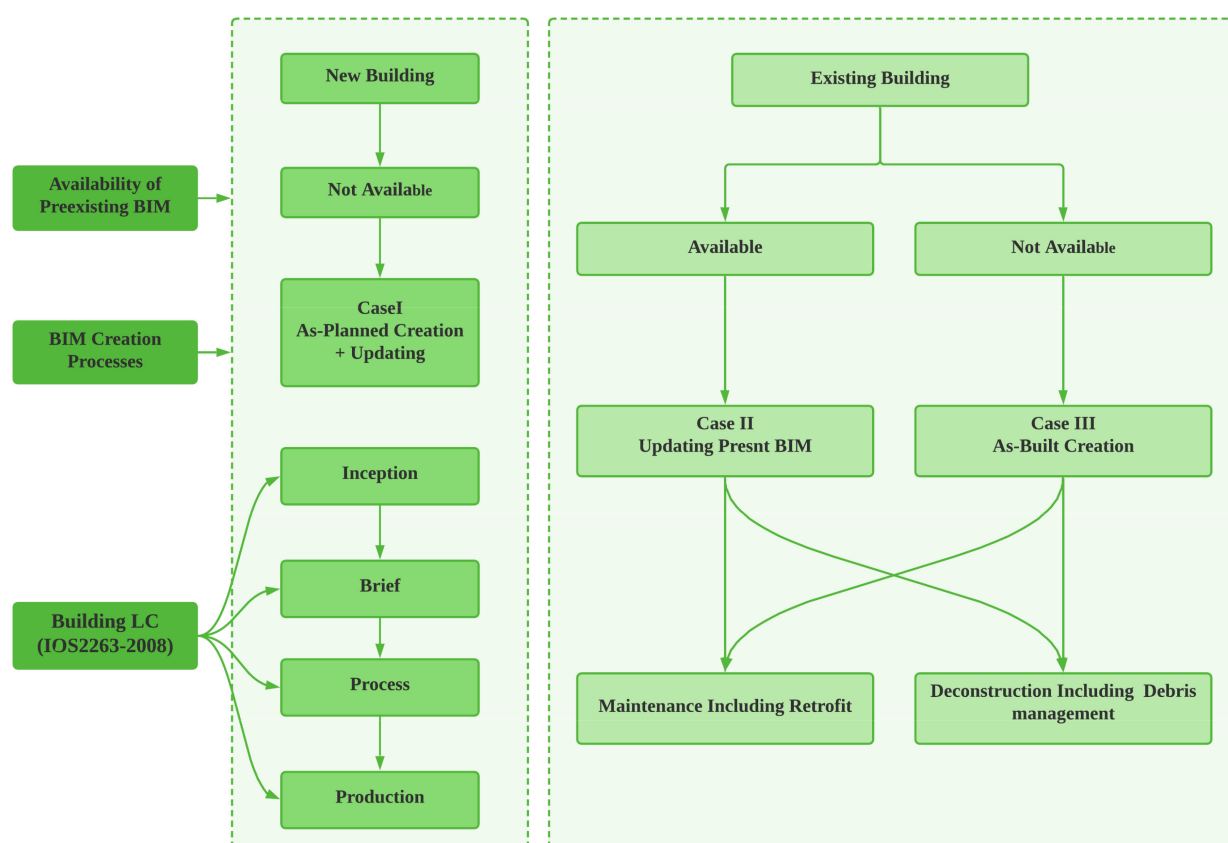 Availability of
Preexisting BIM
BIM Creation
Processes
Building LC
(IOS2263-2008)
New Building
Not Available
CaseI
As-Planned Creation
+ Updating
Inception
Brief
Process
Production
Existing Building
Available
Not Available
Case II
Updating Presnt BIM
Case III
As-Built Creation
Maintenance Including Retrofit
Deconstruction Including Debris
management